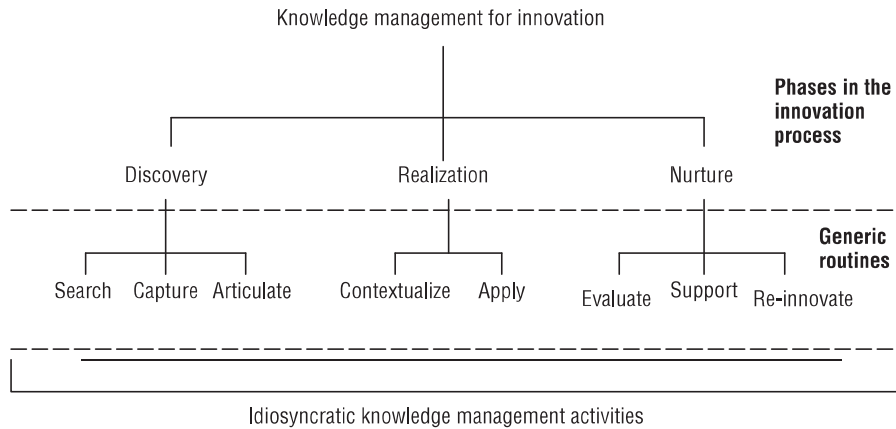 Knowledge management for innovation
Phases in the
innovation
process
Discovery
Realization
Nurture
Generic
routines
Search
Capture
Articulate
Contextualize
Apply
Evaluate
Support
Re-innovate
Idiosyncratic knowledge management activities